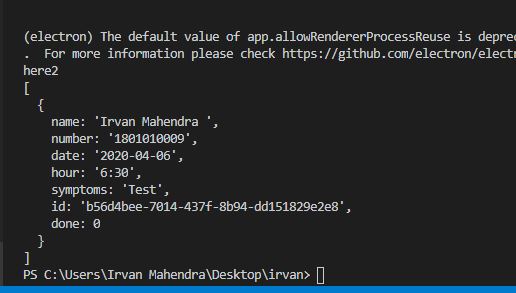 (electron) The default value of app.allowRendererProcessReuse is
.  For more information please check https://github.com/electron/
here2
[
  {
    name: 'Irvan Mahendra ',
    number: '1801010009',
    date: '2020-04-06',
    hour: '6:30',
    symptoms: 'Test',
    id: 'b56d4bee-7014-437f-8b94-dd151829e2e8',
    done: 0
  }
]
PS C:\Users\Irvan Mahendra\Desktop\irvan>